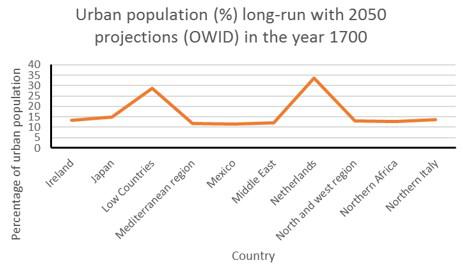 Urban population (%) long-run with 2050
projections (OWID) in the year 1700
Percentage of urban population
40
35
30
25
20
15
10
5
0
Ireland
Japan
Low Countries
Mediterranean region
Mexico
Middle East
Netherlands
North and west region
Northern Africa
Northern Italy
Country